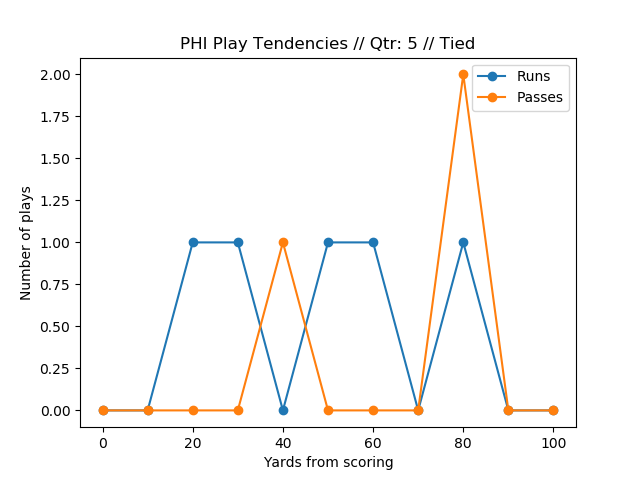 PHI Play Tendencies // Qtr: 5 // Tied
Runs
Passes
Number of plays
2.00
1.75
1.50
1.25
1.00
0.75
0.50
0.25
0.00
0 20 40 60 80 100
Yards from scoring